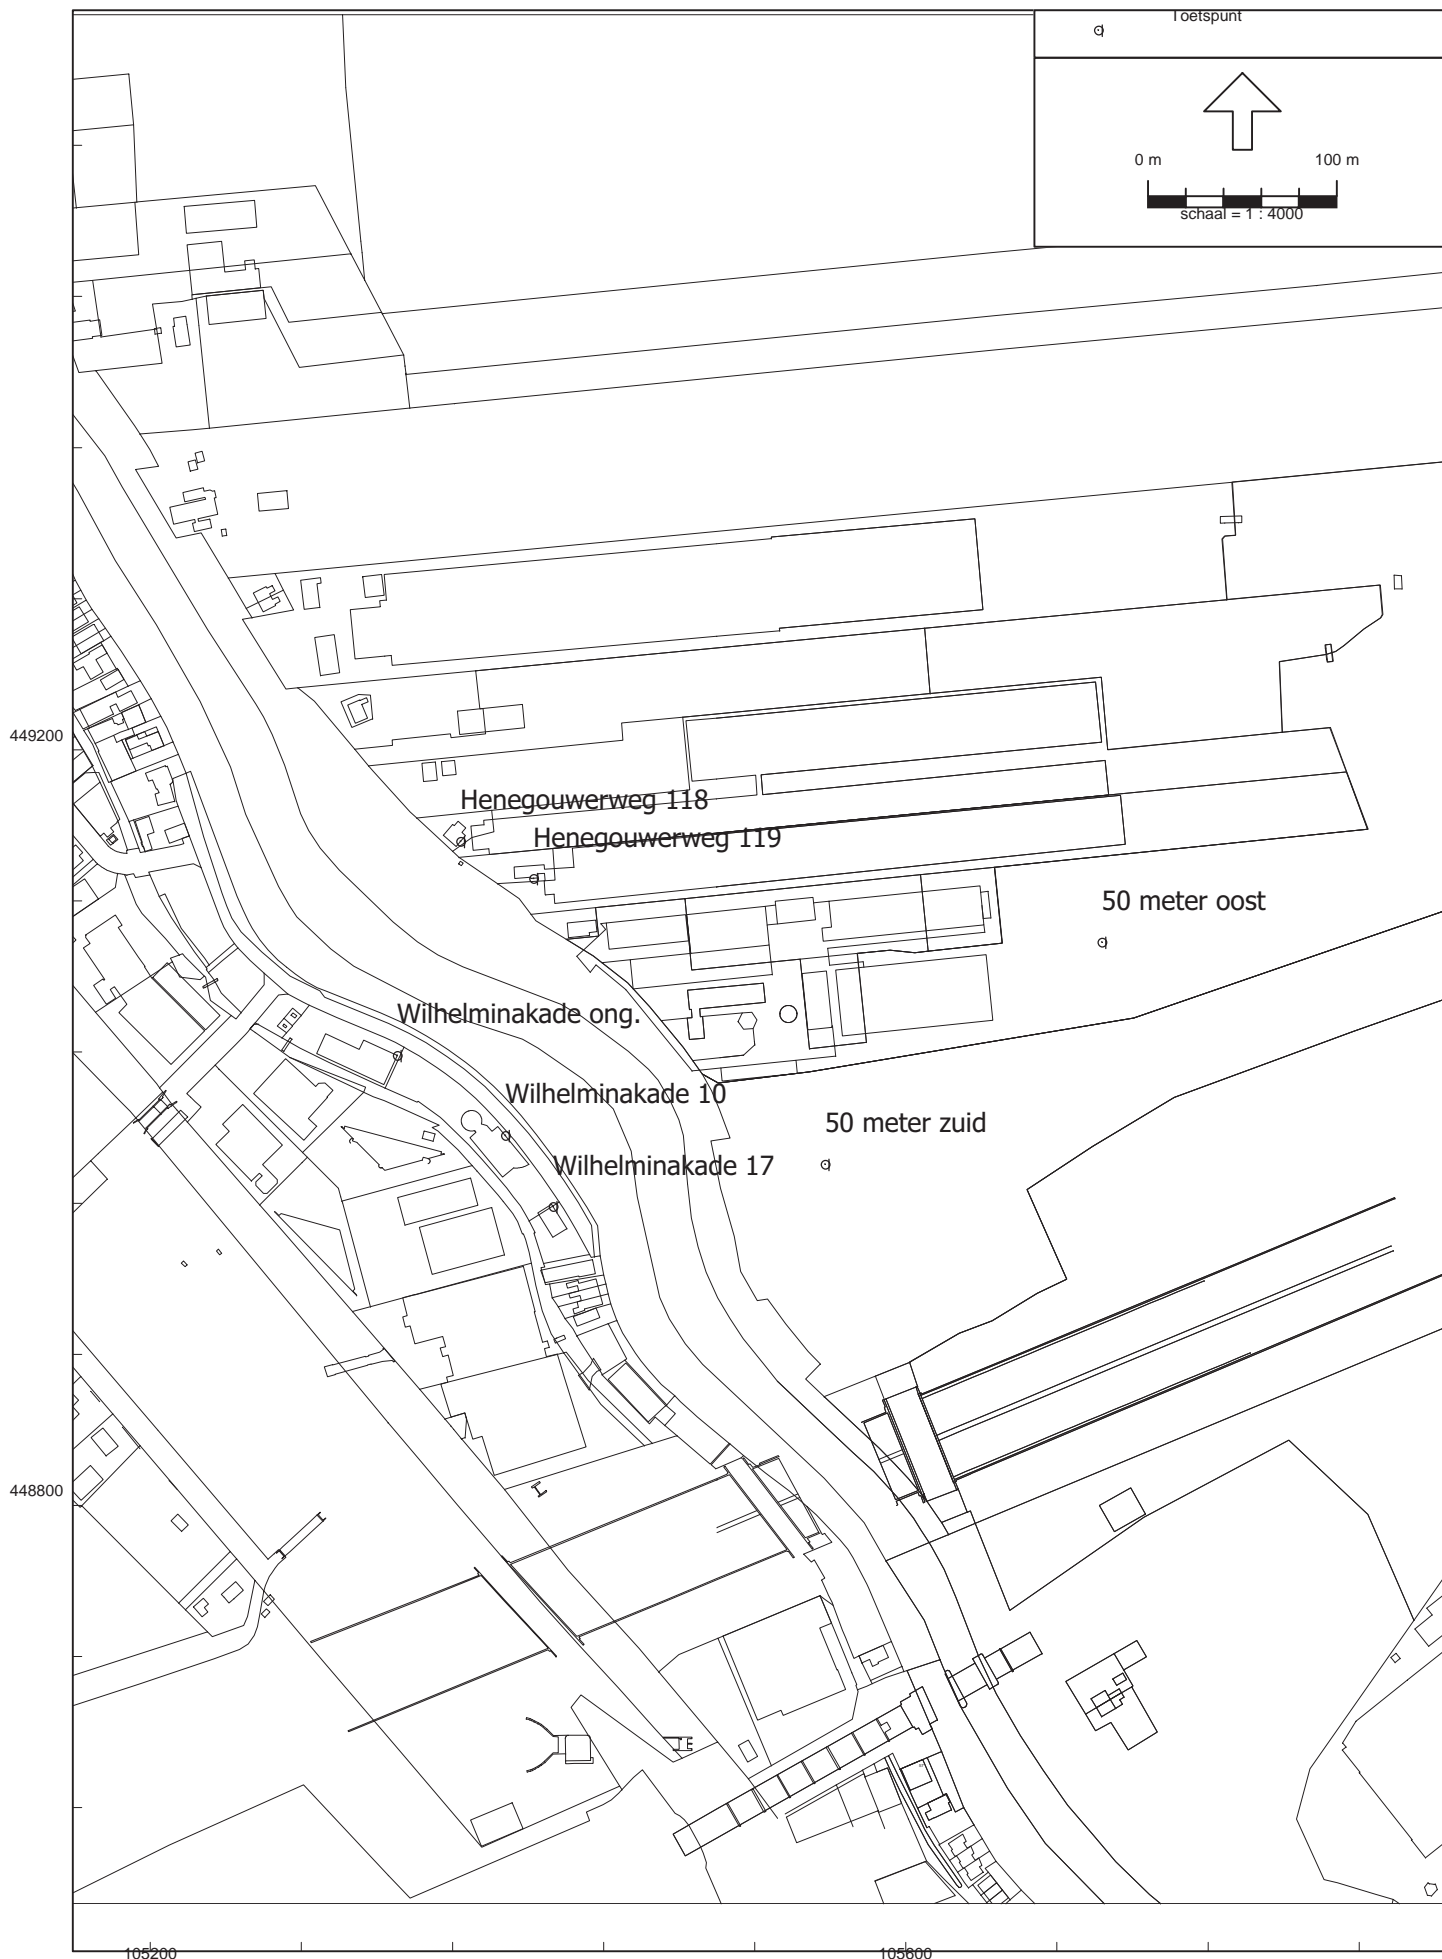 Toetspunt
0 m 100 m
schaal = 1 : 4000
449200
Henegouwerweg 118
Henegouwerweg 119
50 meter oost
Wilhelminakade ong.
Wilhelminakade 10
50 meter zuid
Wilhelminakade 17
448800
105200 105600